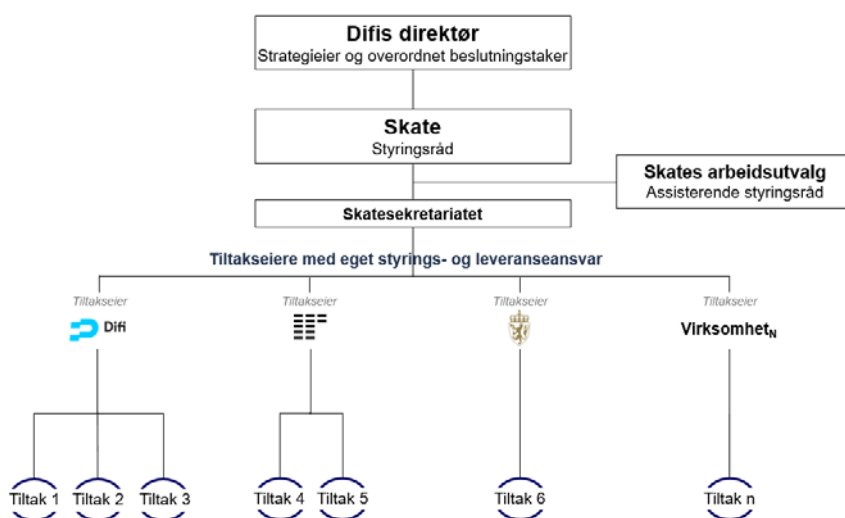 Difis direktør
Strategieier og overordnet beslutningstaker
Skate
Styringsråd
Skates arbeidsutvalg
Assisterende styringsråd
Skatesekretariatet
Tiltakseiere med eget styrings- og leveranseansvar
Tiltakseier
Tiltakseier
Tiltakseier
Tiltakseier
Difi
Virksomhetₙ
Tiltak 1
Tiltak 2
Tiltak 3
Tiltak 4
Tiltak 5
Tiltak 6
Tiltak n